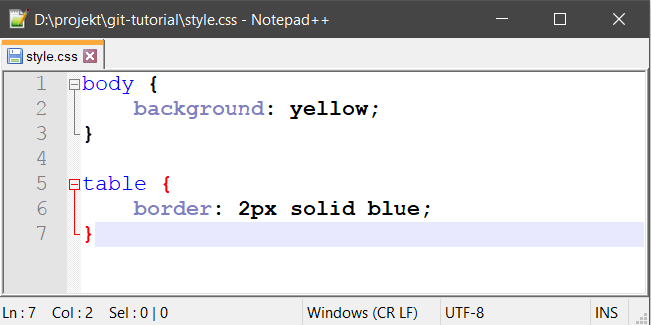 D:\projekt\git-tutorial\style.css - Notepad++
style.css
1 body {
2     background: yellow;
3 }
4
5 table {
6     border: 2px solid blue;
7 }
Ln : 7 Col : 2 Sel : 0 | 0 Windows (CR LF) UTF-8 INS